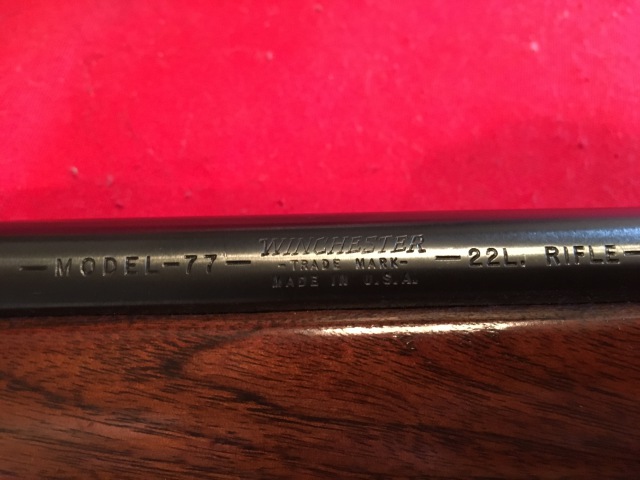 —MODEL-77— WINCHESTER —22L. RIFLE—
-TRADE MARK-
MADE IN U.S.A.